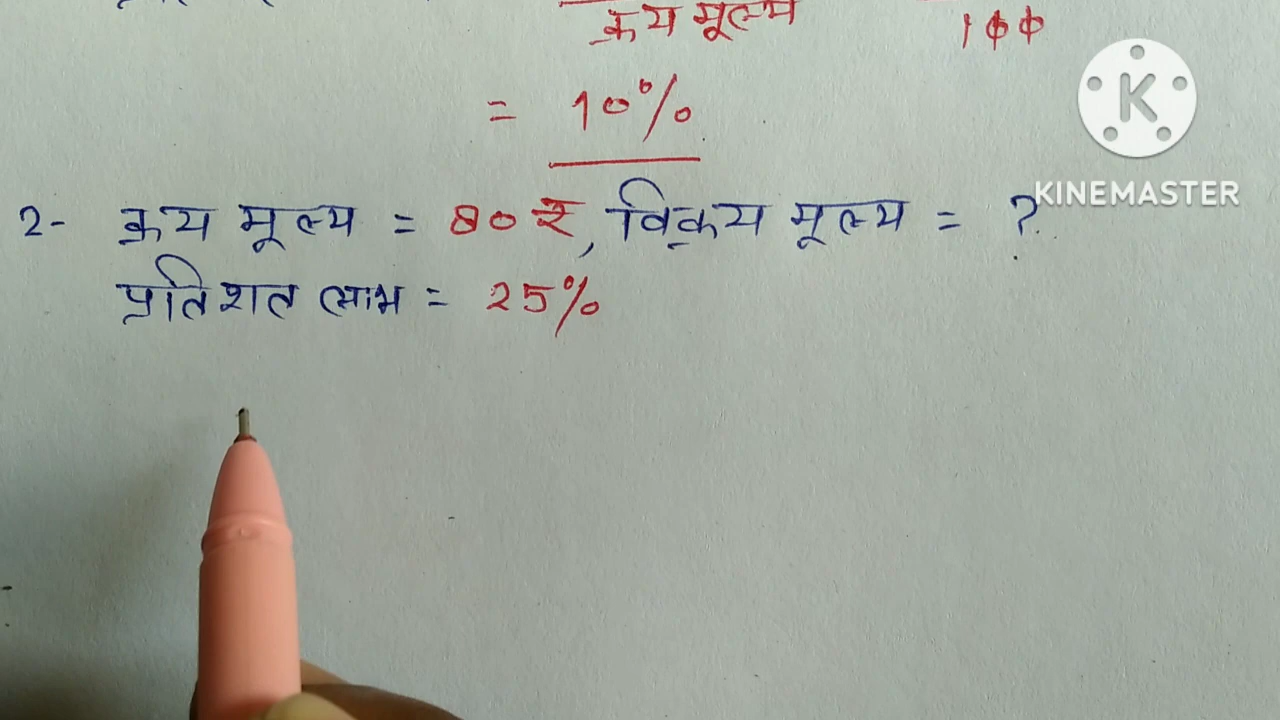 क्रय मूल्य
100
= 10%
K
KINEMASTER
2- क्रय मूल्य = 80 ₹, विक्रय मूल्य = ?
प्रतिशत लाभ = 25%